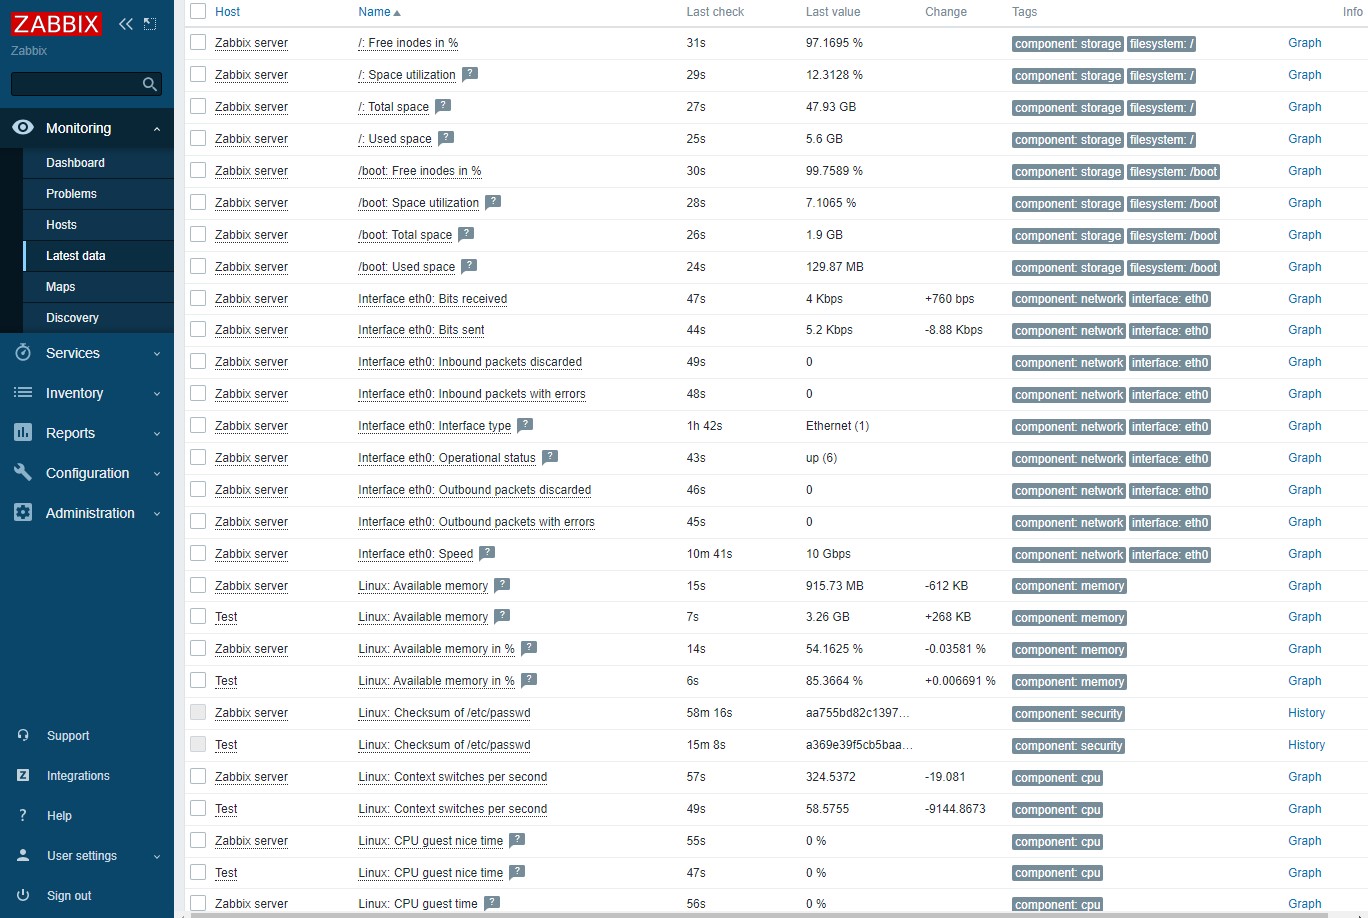 ZABBIX
Zabbix
Monitoring
Dashboard
Problems
Hosts
Latest data
Maps
Discovery
Services
Inventory
Reports
Configuration
Administration
Support
Z Integrations
? Help
User settings
Sign out
Host Name Last check Last value Change Tags Info
Zabbix server /: Free inodes in % 31s 97.1695 % component: storage filesystem: / Graph
Zabbix server /: Space utilization ? 29s 12.3128 % component: storage filesystem: / Graph
Zabbix server /: Total space ? 27s 47.93 GB component: storage filesystem: / Graph
Zabbix server /: Used space ? 25s 5.6 GB component: storage filesystem: / Graph
Zabbix server /boot: Free inodes in % 30s 99.7589 % component: storage filesystem: /boot Graph
Zabbix server /boot: Space utilization ? 28s 7.1065 % component: storage filesystem: /boot Graph
Zabbix server /boot: Total space ? 26s 1.9 GB component: storage filesystem: /boot Graph
Zabbix server /boot: Used space ? 24s 129.87 MB component: storage filesystem: /boot Graph
Zabbix server Interface eth0: Bits received 47s 4 Kbps +760 bps component: network interface: eth0 Graph
Zabbix server Interface eth0: Bits sent 44s 5.2 Kbps -8.88 Kbps component: network interface: eth0 Graph
Zabbix server Interface eth0: Inbound packets discarded 49s 0 component: network interface: eth0 Graph
Zabbix server Interface eth0: Inbound packets with errors 48s 0 component: network interface: eth0 Graph
Zabbix server Interface eth0: Interface type ? 1h 42s Ethernet (1) component: network interface: eth0 Graph
Zabbix server Interface eth0: Operational status ? 43s up (6) component: network interface: eth0 Graph
Zabbix server Interface eth0: Outbound packets discarded 46s 0 component: network interface: eth0 Graph
Zabbix server Interface eth0: Outbound packets with errors 45s 0 component: network interface: eth0 Graph
Zabbix server Interface eth0: Speed ? 10m 41s 10 Gbps component: network interface: eth0 Graph
Zabbix server Linux: Available memory ? 15s 915.73 MB -612 KB component: memory Graph
Test Linux: Available memory ? 7s 3.26 GB +268 KB component: memory Graph
Zabbix server Linux: Available memory in % ? 14s 54.1625 % -0.03581 % component: memory Graph
Test Linux: Available memory in % ? 6s 85.3664 % +0.006691 % component: memory Graph
Zabbix server Linux: Checksum of /etc/passwd 58m 16s aa755bd82c1397... component: security History
Test Linux: Checksum of /etc/passwd 15m 8s a369e39f5cb5baa... component: security History
Zabbix server Linux: Context switches per second 57s 324.5372 -19.081 component: cpu Graph
Test Linux: Context switches per second 49s 58.5755 -9144.8673 component: cpu Graph
Zabbix server Linux: CPU guest nice time ? 55s 0 % component: cpu Graph
Test Linux: CPU guest nice time ? 47s 0 % component: cpu Graph
Zabbix server Linux: CPU guest time ? 56s 0 % component: cpu Graph